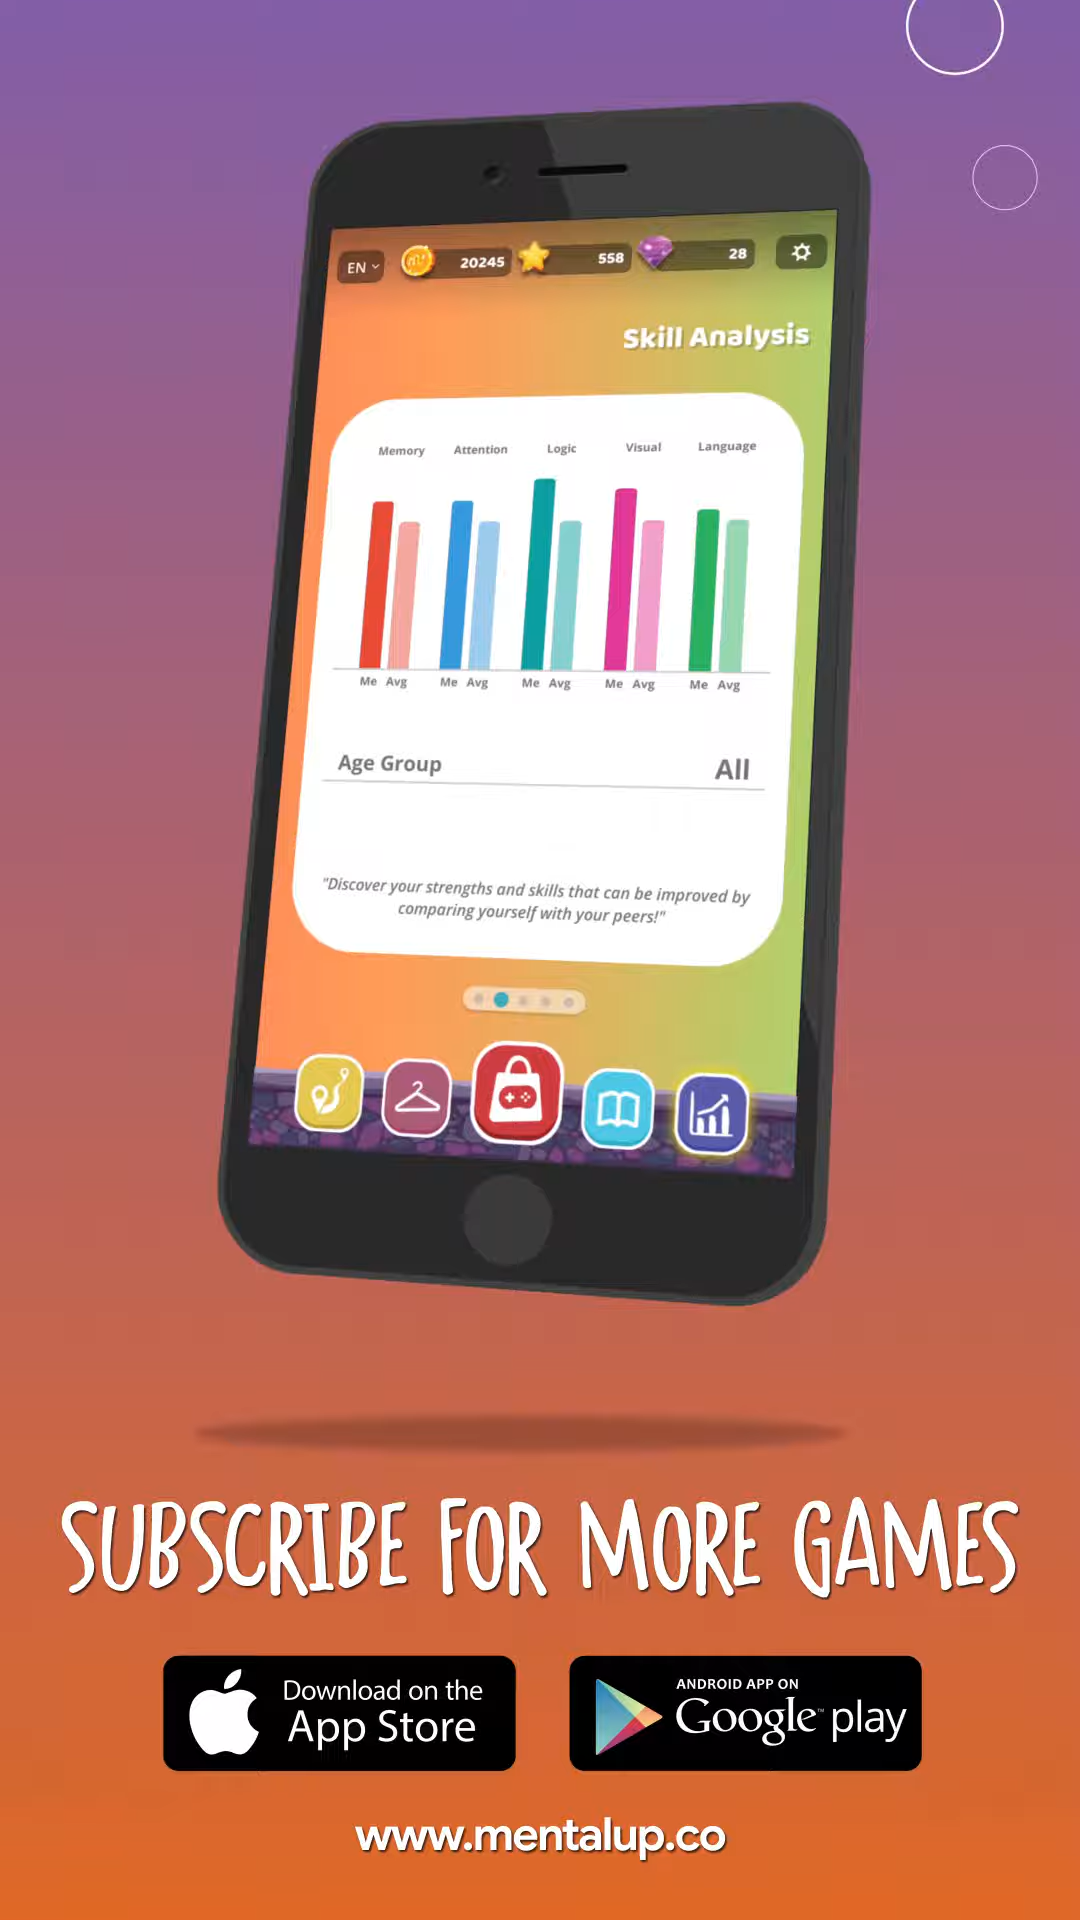 EN
20245
558
28
Skill Analysis
Memory Attention Logic Visual Language
Me Avg Me Avg Me Avg Me Avg Me Avg
Age Group All
"Discover your strengths and skills that can be improved by
comparing yourself with your peers!"
SUBSCRIBE FOR MORE GAMES
Download on the
App Store
ANDROID APP ON
Google play
www.mentalup.co